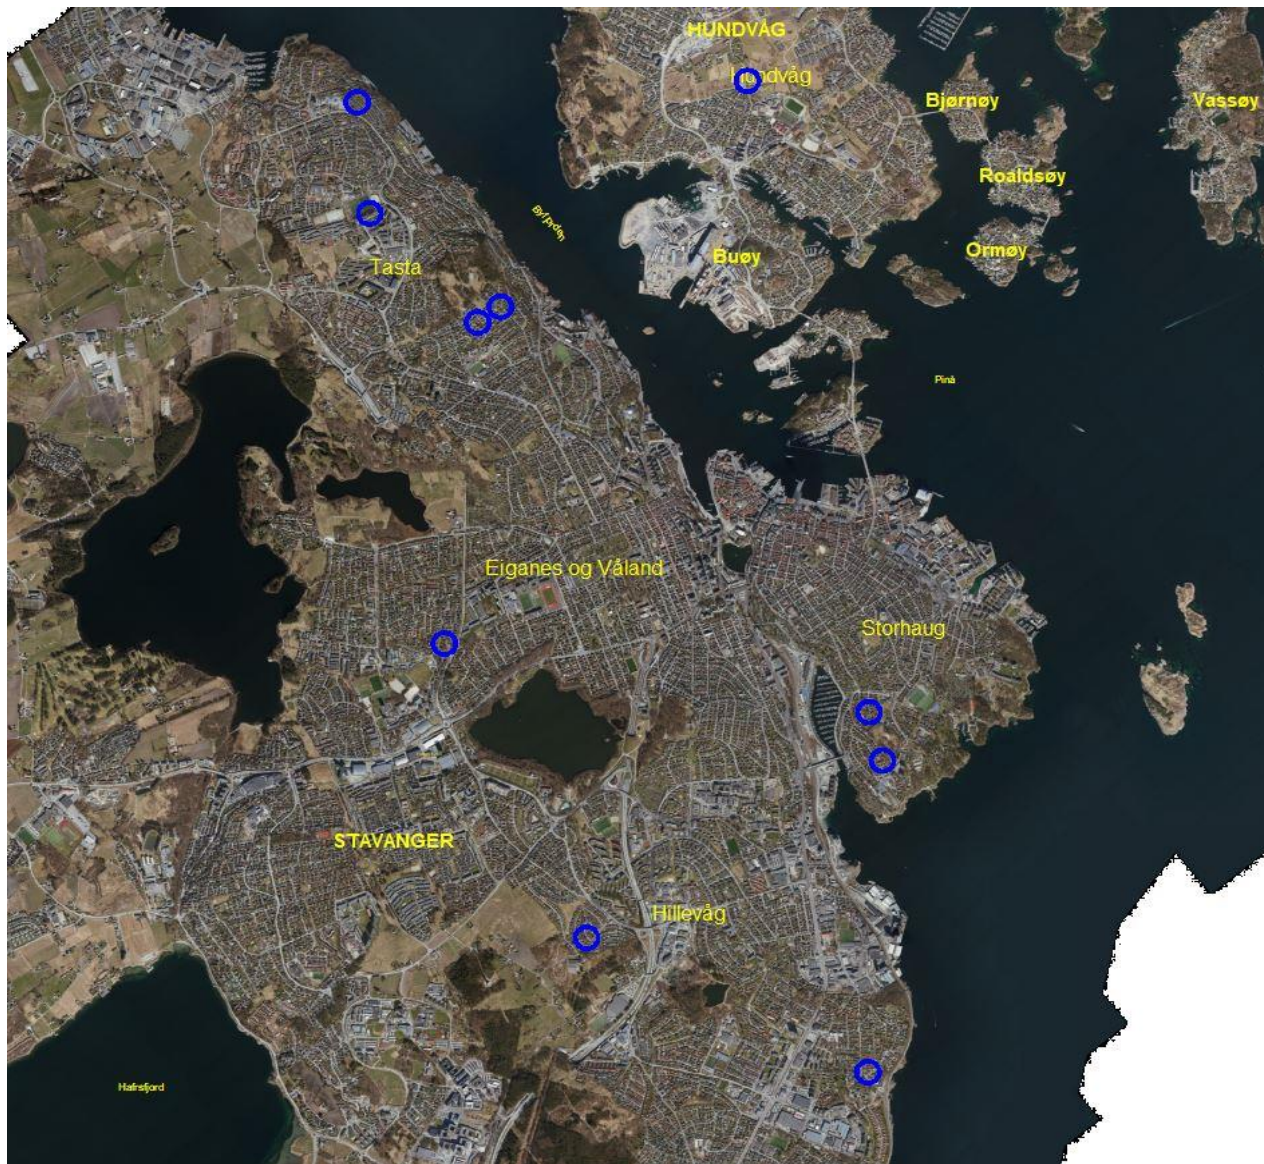 HUNDVÅG
Hundvåg
Bjørnøy
Vassøy
Roaldsøy
Byfjorden
Ormøy
Buøy
Tasta
Pinå
Eiganes og Våland
Storhaug
STAVANGER
Hillevåg
Hafrsfjord